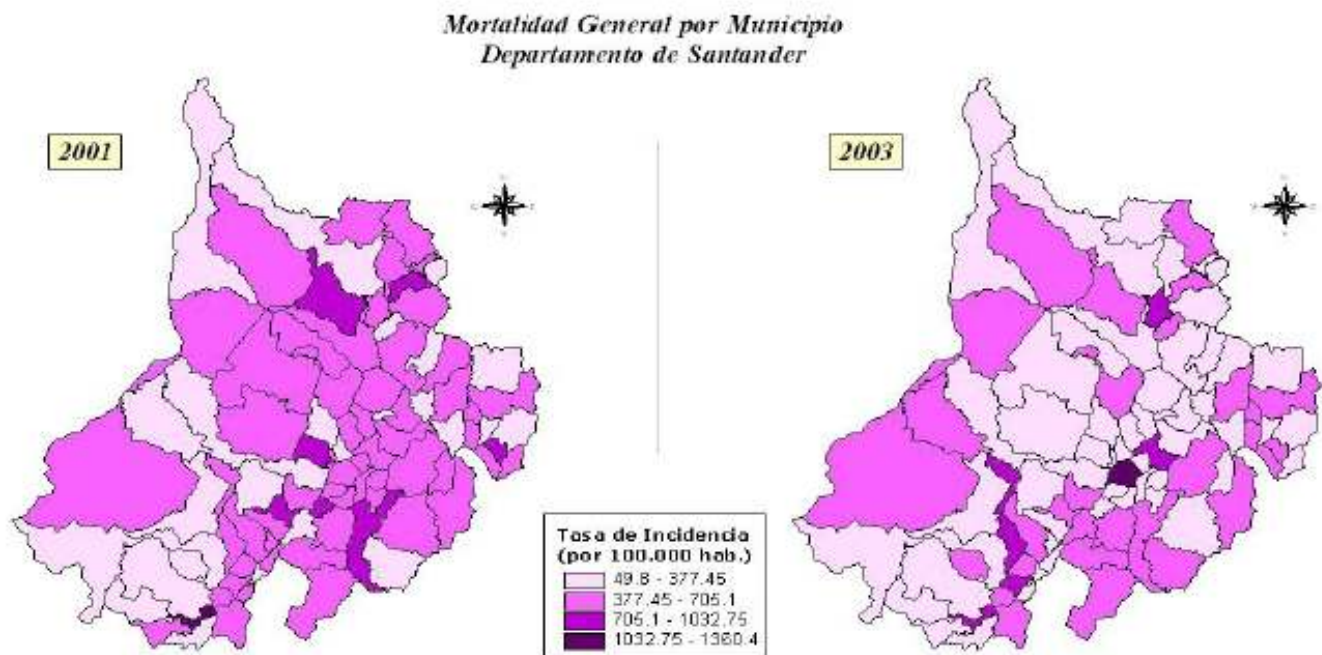 Mortalidad General por Municipio
Departamento de Santander
2001
2003
Tasa de Incidencia
(por 100.000 hab.)
49.8 - 377.45
377.45 - 705.1
705.1 - 1032.75
1032.75 - 1360.4